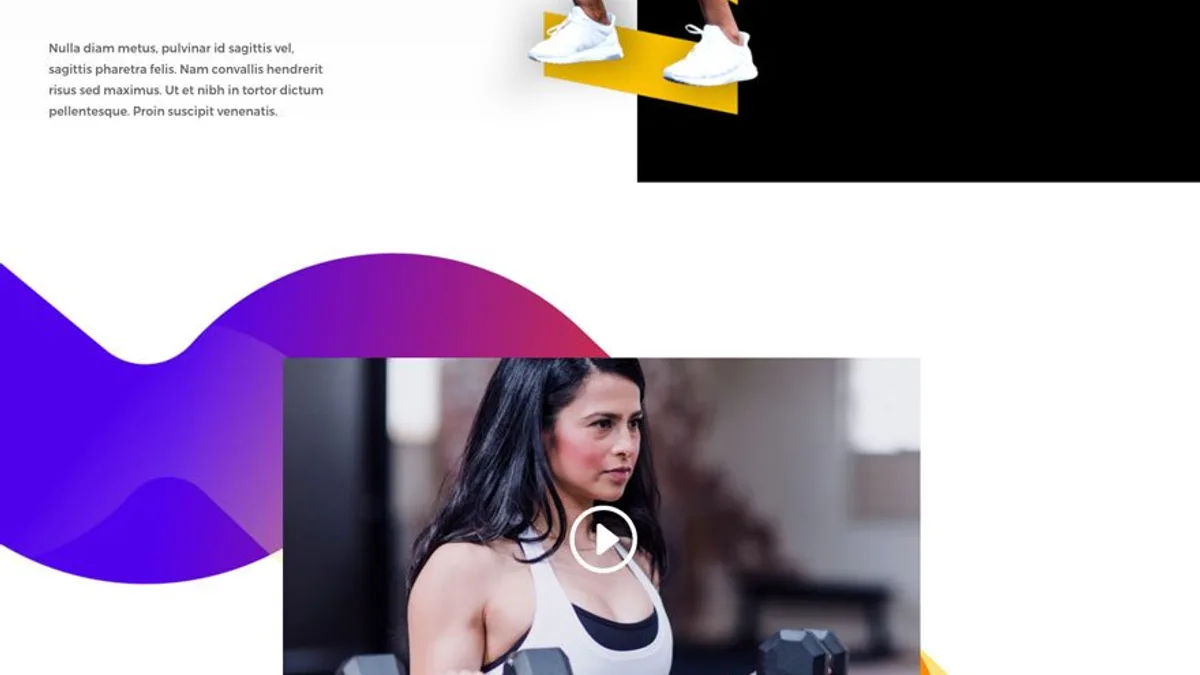 Nulla diam metus, pulvinar id sagittis vel,
sagittis pharetra felis. Nam convallis hendrerit
risus sed maximus. Ut et nibh in tortor dictum
pellentesque. Proin suscipit venenatis.